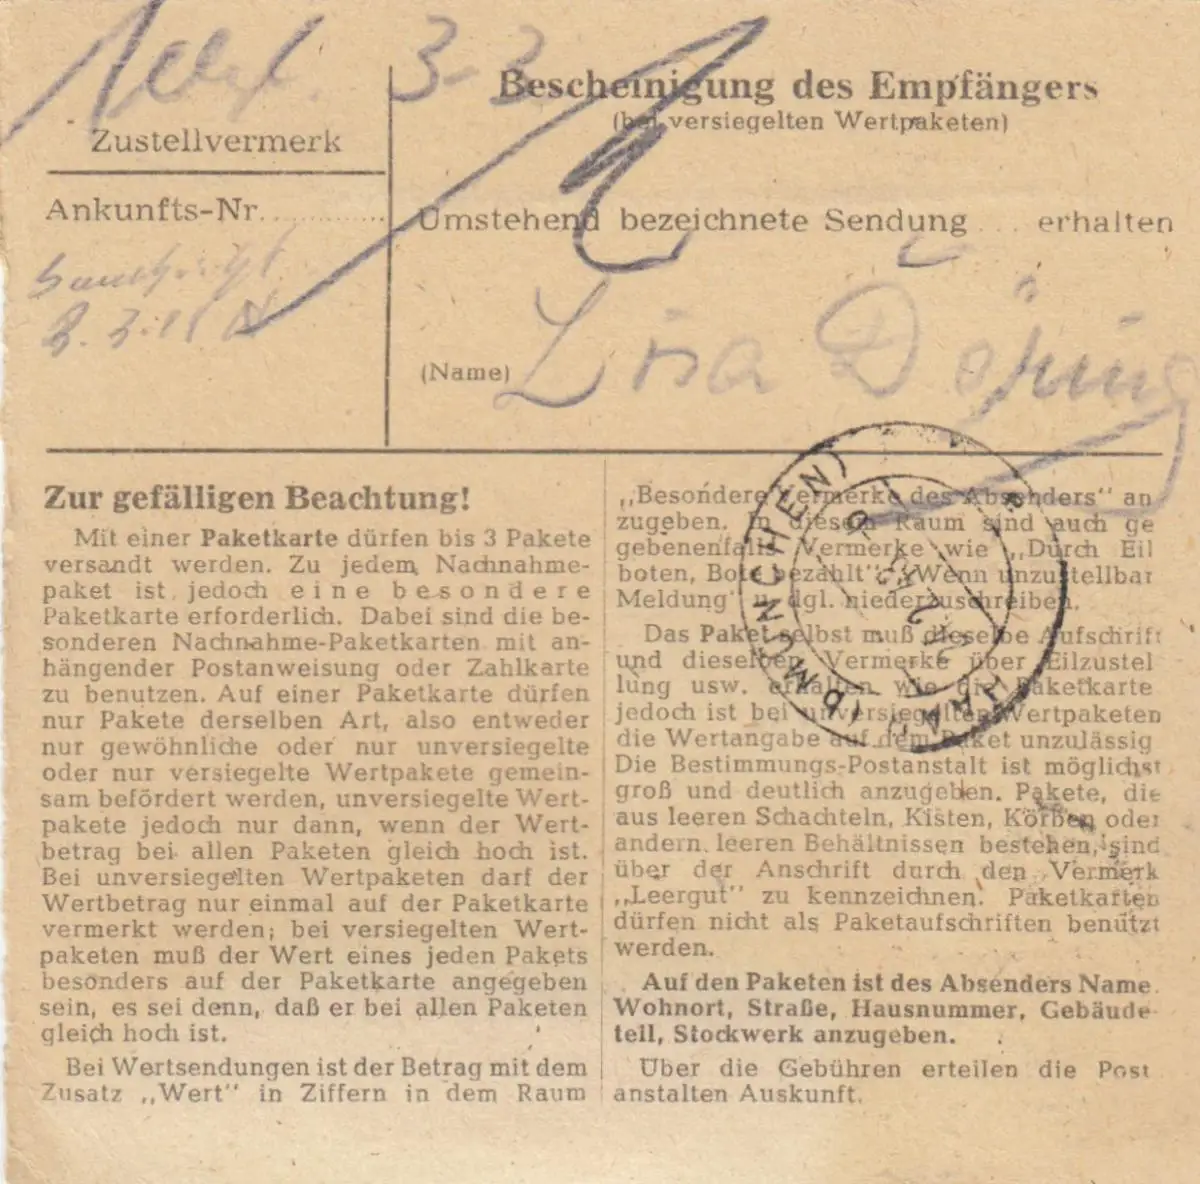 3. 3.
Bescheinigung des Empfängers
(bei versiegelten Wertpaketen)
Zustellvermerk
Ankunfts-Nr. ................
Umstehend bezeichnete Sendung ... erhalten
(Name) Lisa
Zur gefälligen Beachtung!
Mit einer Paketkarte dürfen bis 3 Pakete
versandt werden. Zu jedem Nachnahme-
paket ist jedoch eine besondere
Paketkarte erforderlich. Dabei sind die be-
sonderen Nachnahme-Paketkarten mit an-
hängender Postanweisung oder Zahlkarte
zu benutzen. Auf einer Paketkarte dürfen
nur Pakete derselben Art, also entweder
nur gewöhnliche oder nur unversiegelte
oder nur versiegelte Wertpakete gemein-
sam befördert werden, unversiegelte Wert-
pakete jedoch nur dann, wenn der Wert-
betrag bei allen Paketen gleich hoch ist.
Bei unversiegelten Wertpaketen darf der
Wertbetrag nur einmal auf der Paketkarte
vermerkt werden; bei versiegelten Wert-
paketen muß der Wert eines jeden Pakets
besonders auf der Paketkarte angegeben
sein, es sei denn, daß er bei allen Paketen
gleich hoch ist.
Bei Wertsendungen ist der Betrag mit dem
Zusatz „Wert" in Ziffern in dem Raum
„Besondere Vermerke des Absenders" an
zugeben. In diesem Raum sind auch ge
gebenenfalls Vermerke wie „Durch Eil
boten, Bote bezahlt", „Wenn unzustellbar
Meldung" u. dgl. niederzuschreiben.
Das Paket selbst muß dieselbe Aufschrift
und dieselben Vermerke über Eilzustel
lung usw. erhalten wie die Paketkarte
jedoch ist bei unversiegelten Wertpaketen
die Wertangabe auf dem Paket unzulässig
Die Bestimmungs-Postanstalt ist möglichst
groß und deutlich anzugeben. Pakete, die
aus leeren Schachteln, Kisten, Körben oder
andern leeren Behältnissen bestehen, sind
über der Anschrift durch den Vermerk
„Leergut" zu kennzeichnen. Paketkarten
dürfen nicht als Paketaufschriften benützt
werden.
Auf den Paketen ist des Absenders Name
Wohnort, Straße, Hausnummer, Gebäude
teil, Stockwerk anzugeben.
Über die Gebühren erteilen die Post
anstalten Auskunft.
HAAR (B MÜNCHEN)